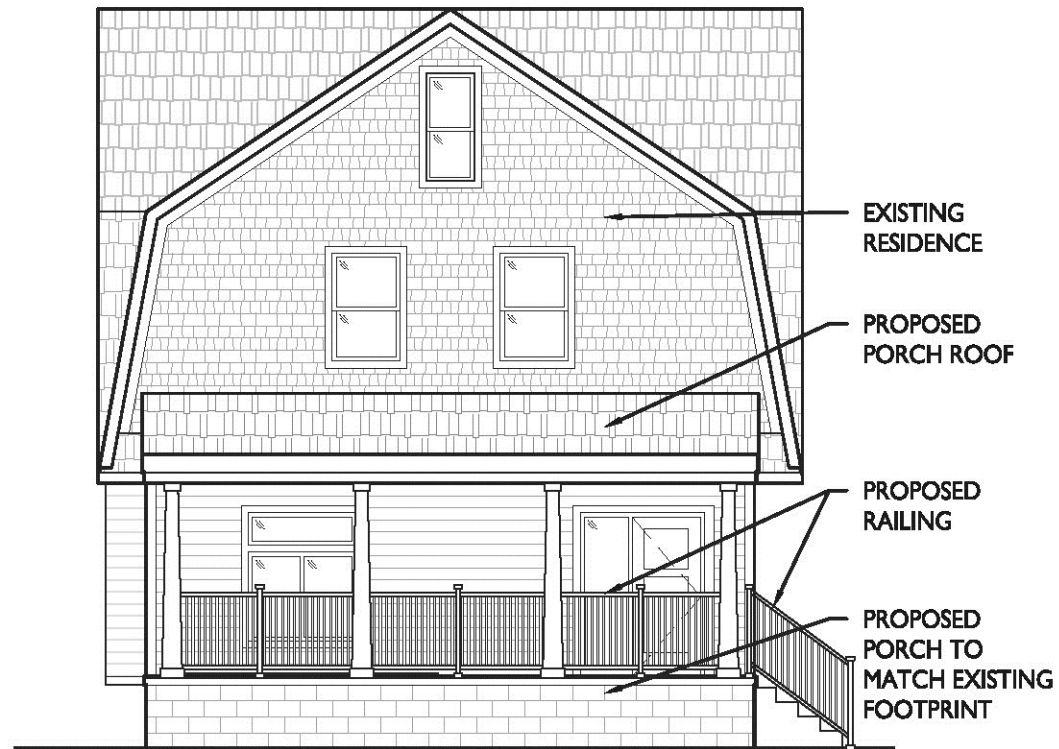 EXISTING
RESIDENCE
PROPOSED
PORCH ROOF
PROPOSED
RAILING
PROPOSED
PORCH TO
MATCH EXISTING
FOOTPRINT